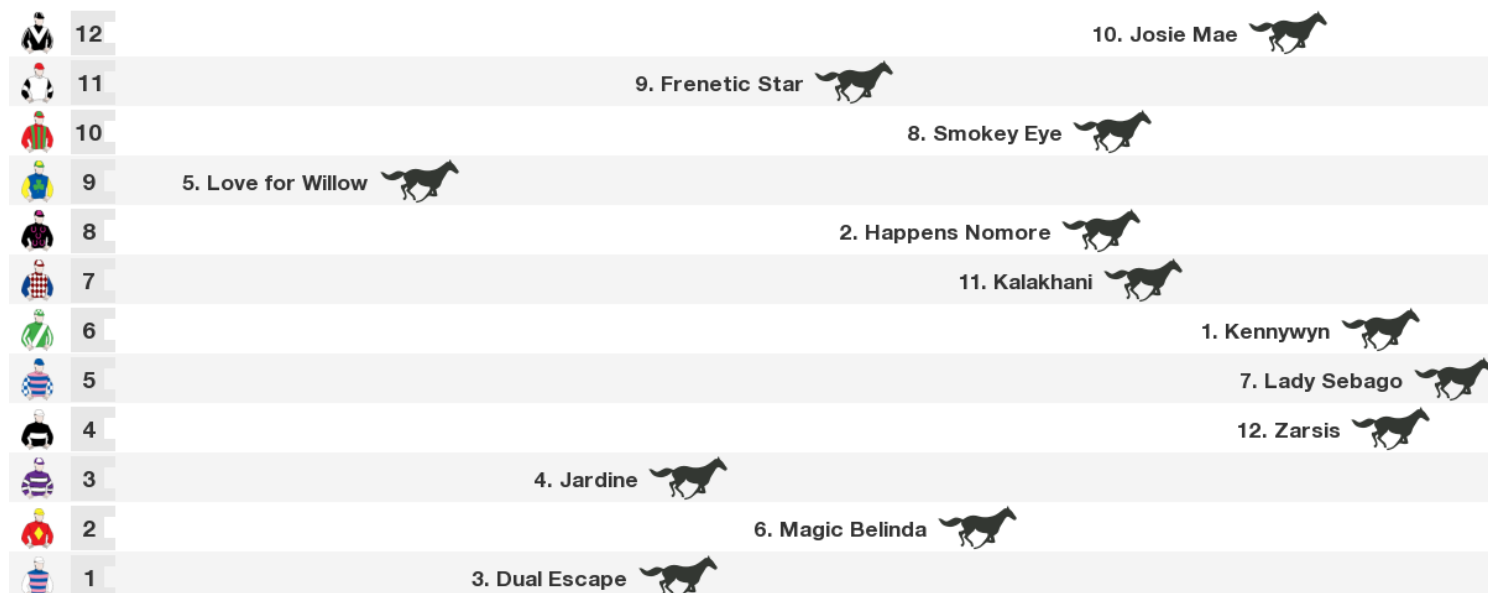 12 10. Josie Mae
11 9. Frenetic Star
10 8. Smokey Eye
9 5. Love for Willow
8 2. Happens Nomore
7 11. Kalakhani
6 1. Kennywyn
5 7. Lady Sebago
4 12. Zarsis
3 4. Jardine
2 6. Magic Belinda
1 3. Dual Escape